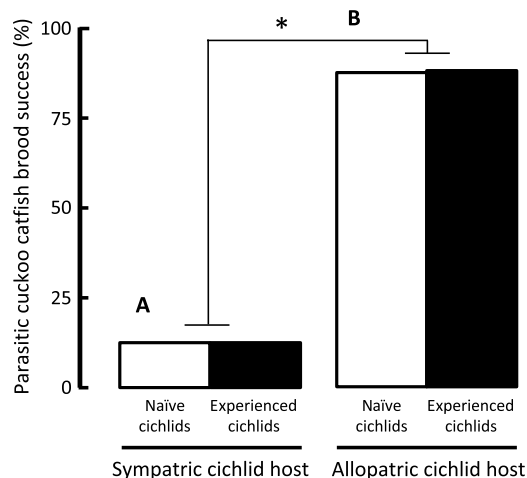 Parasitic cuckoo catfish brood success (%)
100
75
50
25
0
*
B
A
Naïve
cichlids
Experienced
cichlids
Naïve
cichlids
Experienced
cichlids
Sympatric cichlid host
Allopatric cichlid host